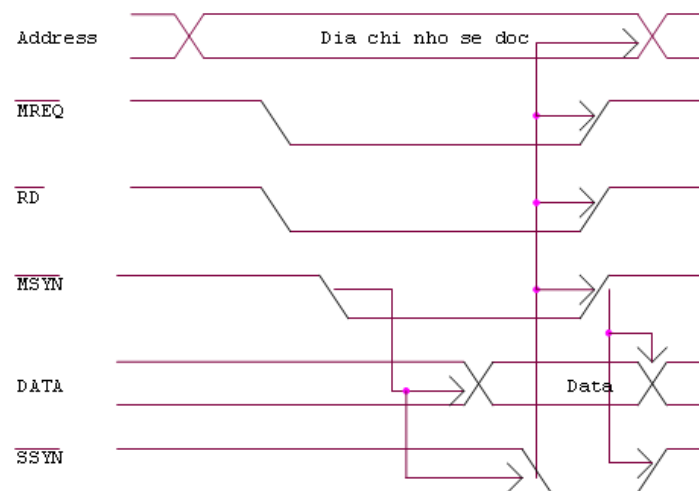 Address Dia chi nho se doc
MREQ
RD
MSYN
DATA Data
SSYN